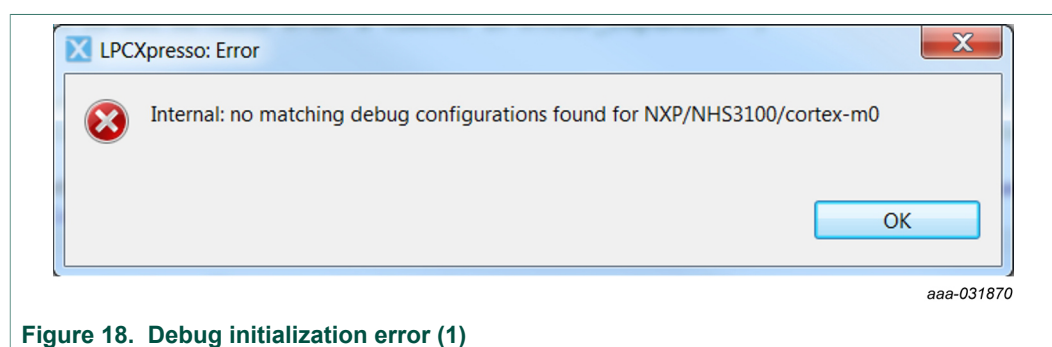 LPCXpresso: Error
Internal: no matching debug configurations found for NXP/NHS3100/cortex-m0
OK
aaa-031870
Figure 18. Debug initialization error (1)